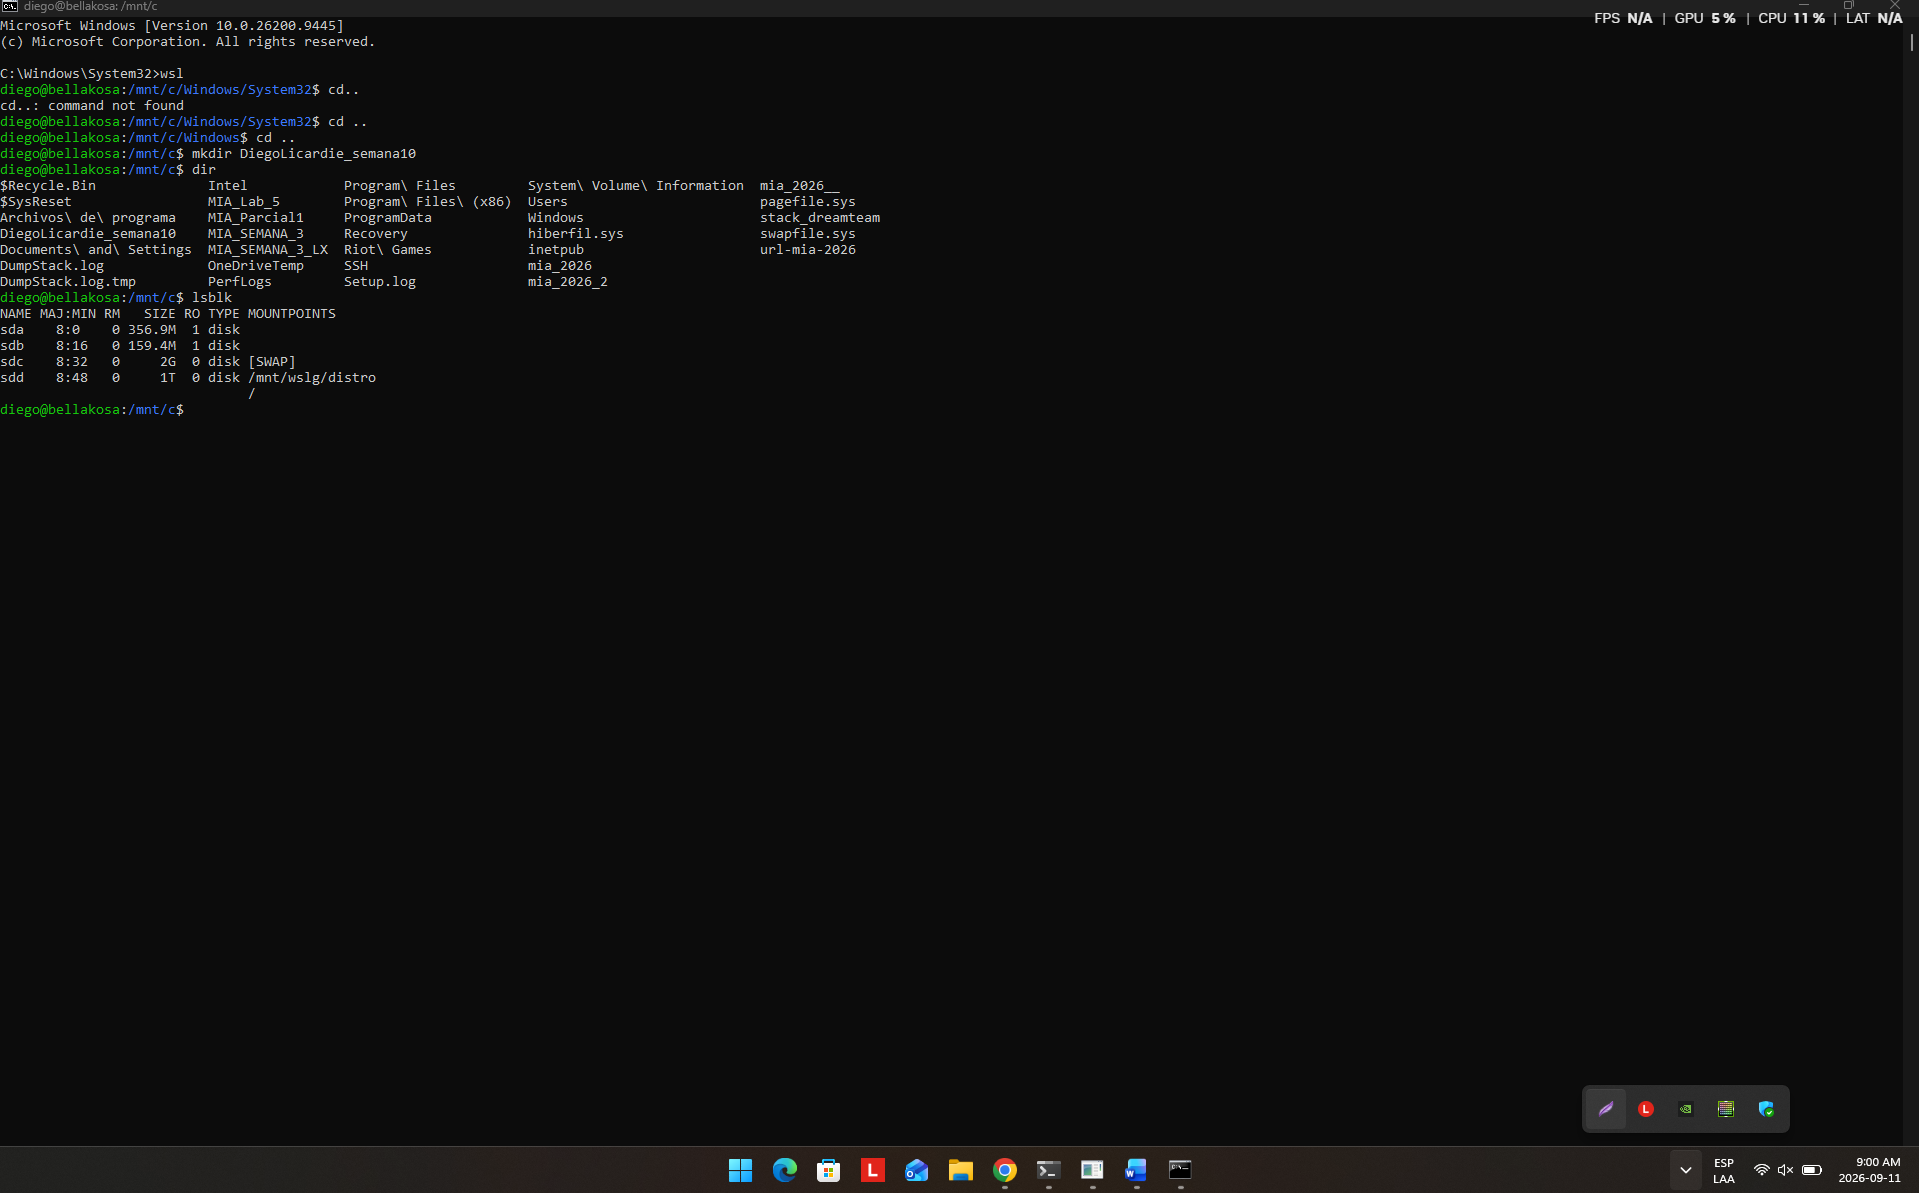 diego@bellakosa: /mnt/c
FPS N/A | GPU 5 % | CPU 11 % | LAT N/A
Microsoft Windows [Version 10.0.26200.9445]
(c) Microsoft Corporation. All rights reserved.
C:\Windows\System32>wsl
diego@bellakosa:/mnt/c/Windows/System32$ cd..
cd..: command not found
diego@bellakosa:/mnt/c/Windows/System32$ cd ..
diego@bellakosa:/mnt/c/Windows$ cd ..
diego@bellakosa:/mnt/c$ mkdir DiegoLicardie_semana10
diego@bellakosa:/mnt/c$ dir
$Recycle.Bin Intel Program\ Files System\ Volume\ Information mia_2026__
$SysReset MIA_Lab_5 Program\ Files\ (x86) Users pagefile.sys
Archivos\ de\ programa MIA_Parcial1 ProgramData Windows stack_dreamteam
DiegoLicardie_semana10 MIA_SEMANA_3 Recovery hiberfil.sys swapfile.sys
Documents\ and\ Settings MIA_SEMANA_3_LX Riot\ Games inetpub url-mia-2026
DumpStack.log OneDriveTemp SSH mia_2026
DumpStack.log.tmp PerfLogs Setup.log mia_2026_2
diego@bellakosa:/mnt/c$ lsblk
NAME MAJ:MIN RM SIZE RO TYPE MOUNTPOINTS
sda 8:0 0 356.9M 1 disk
sdb 8:16 0 159.4M 1 disk
sdc 8:32 0 2G 0 disk [SWAP]
sdd 8:48 0 1T 0 disk /mnt/wslg/distro
/
diego@bellakosa:/mnt/c$
L
L
ESP
LAA
9:00 AM
2026-09-11